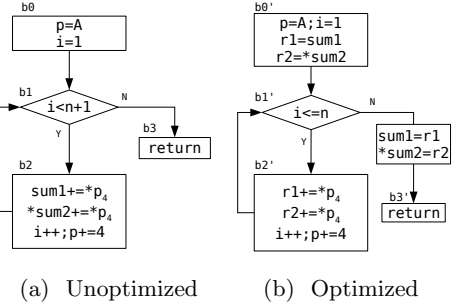 b0
p=A
i=1
b1
i<n+1
N
Y
b3
return
b2
sum1+=*p₄
*sum2+=*p₄
i++;p+=4
(a) Unoptimized
b0'
p=A;i=1
r1=sum1
r2=*sum2
b1'
i<=n
N
Y
sum1=r1
*sum2=r2
b3'
return
b2'
r1+=*p₄
r2+=*p₄
i++;p+=4
(b) Optimized